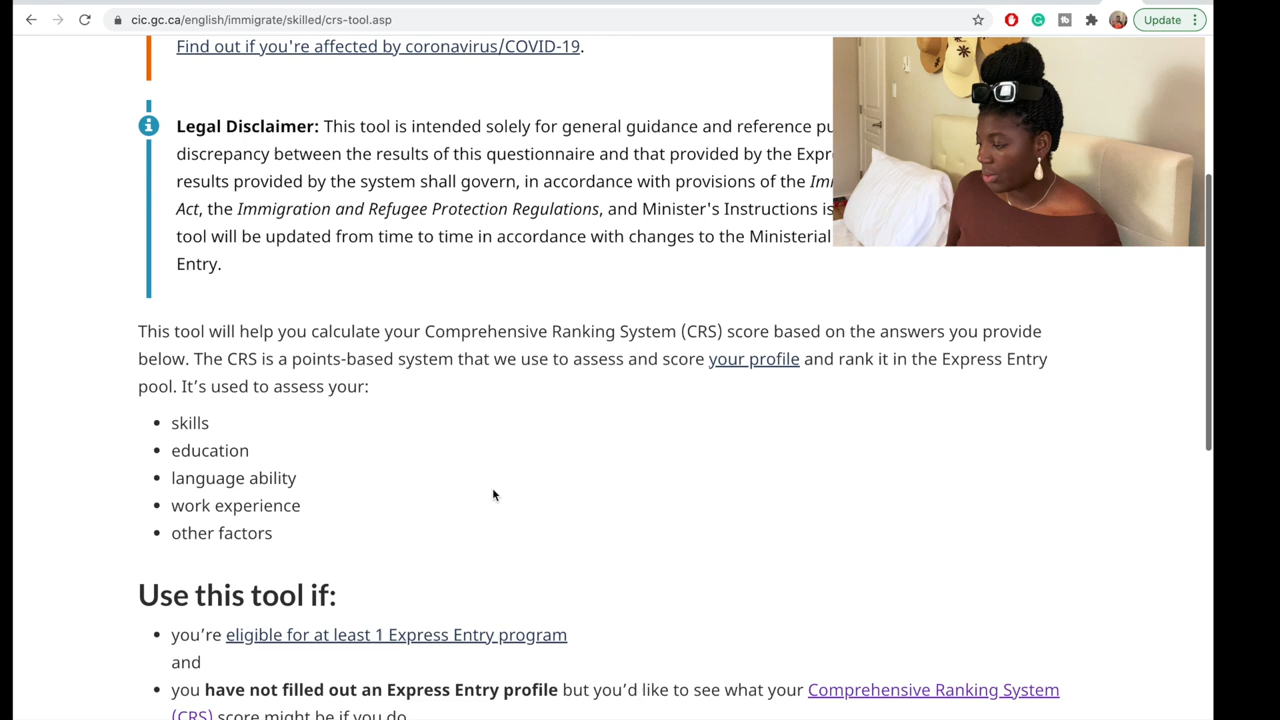 cic.gc.ca/english/immigrate/skilled/crs-tool.asp
Update
Find out if you're affected by coronavirus/COVID-19.
Legal Disclaimer: This tool is intended solely for general guidance and reference
discrepancy between the results of this questionnaire and that provided by the
results provided by the system shall govern, in accordance with provisions of the
Act, the Immigration and Refugee Protection Regulations, and Minister's Instructions
tool will be updated from time to time in accordance with changes to the Ministerial
Entry.
This tool will help you calculate your Comprehensive Ranking System (CRS) score based on the answers you provide
below. The CRS is a points-based system that we use to assess and score your profile and rank it in the Express Entry
pool. It’s used to assess your:
• skills
• education
• language ability
• work experience
• other factors
Use this tool if:
• you’re eligible for at least 1 Express Entry program
and
• you have not filled out an Express Entry profile but you’d like to see what your Comprehensive Ranking System
(CRS) score might be if you do